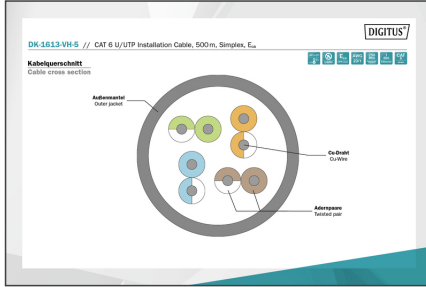 DIGITUS®
DK-1613-VH-5 // CAT 6 U/UTP Installation Cable, 500 m, Simplex, Eca
Kabelquerschnitt
Cable cross section
Außenmantel
Outer jacket
Cu-Draht
Cu-Wire
Adernpaare
Twisted pair